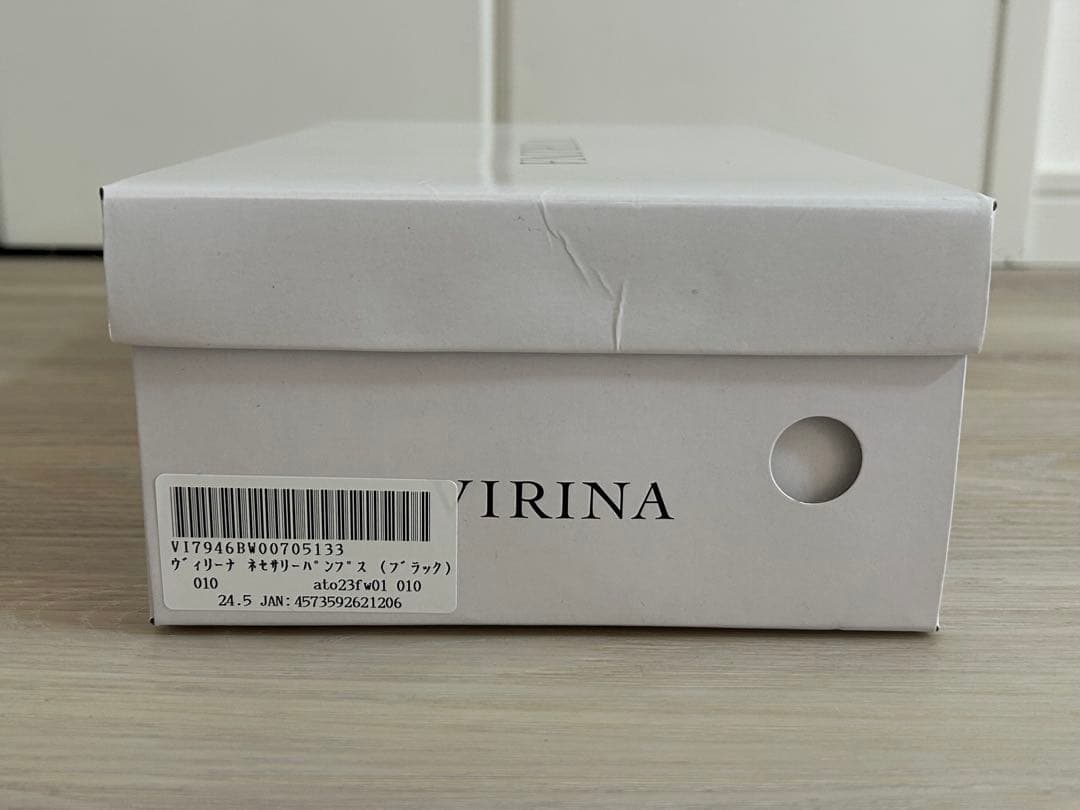 VIRINA
VI7946BW00705133
ヴィリーナ ネセサリーパンプス (ブラック)
010 ato23fw01 010
24.5 JAN:4573592621206